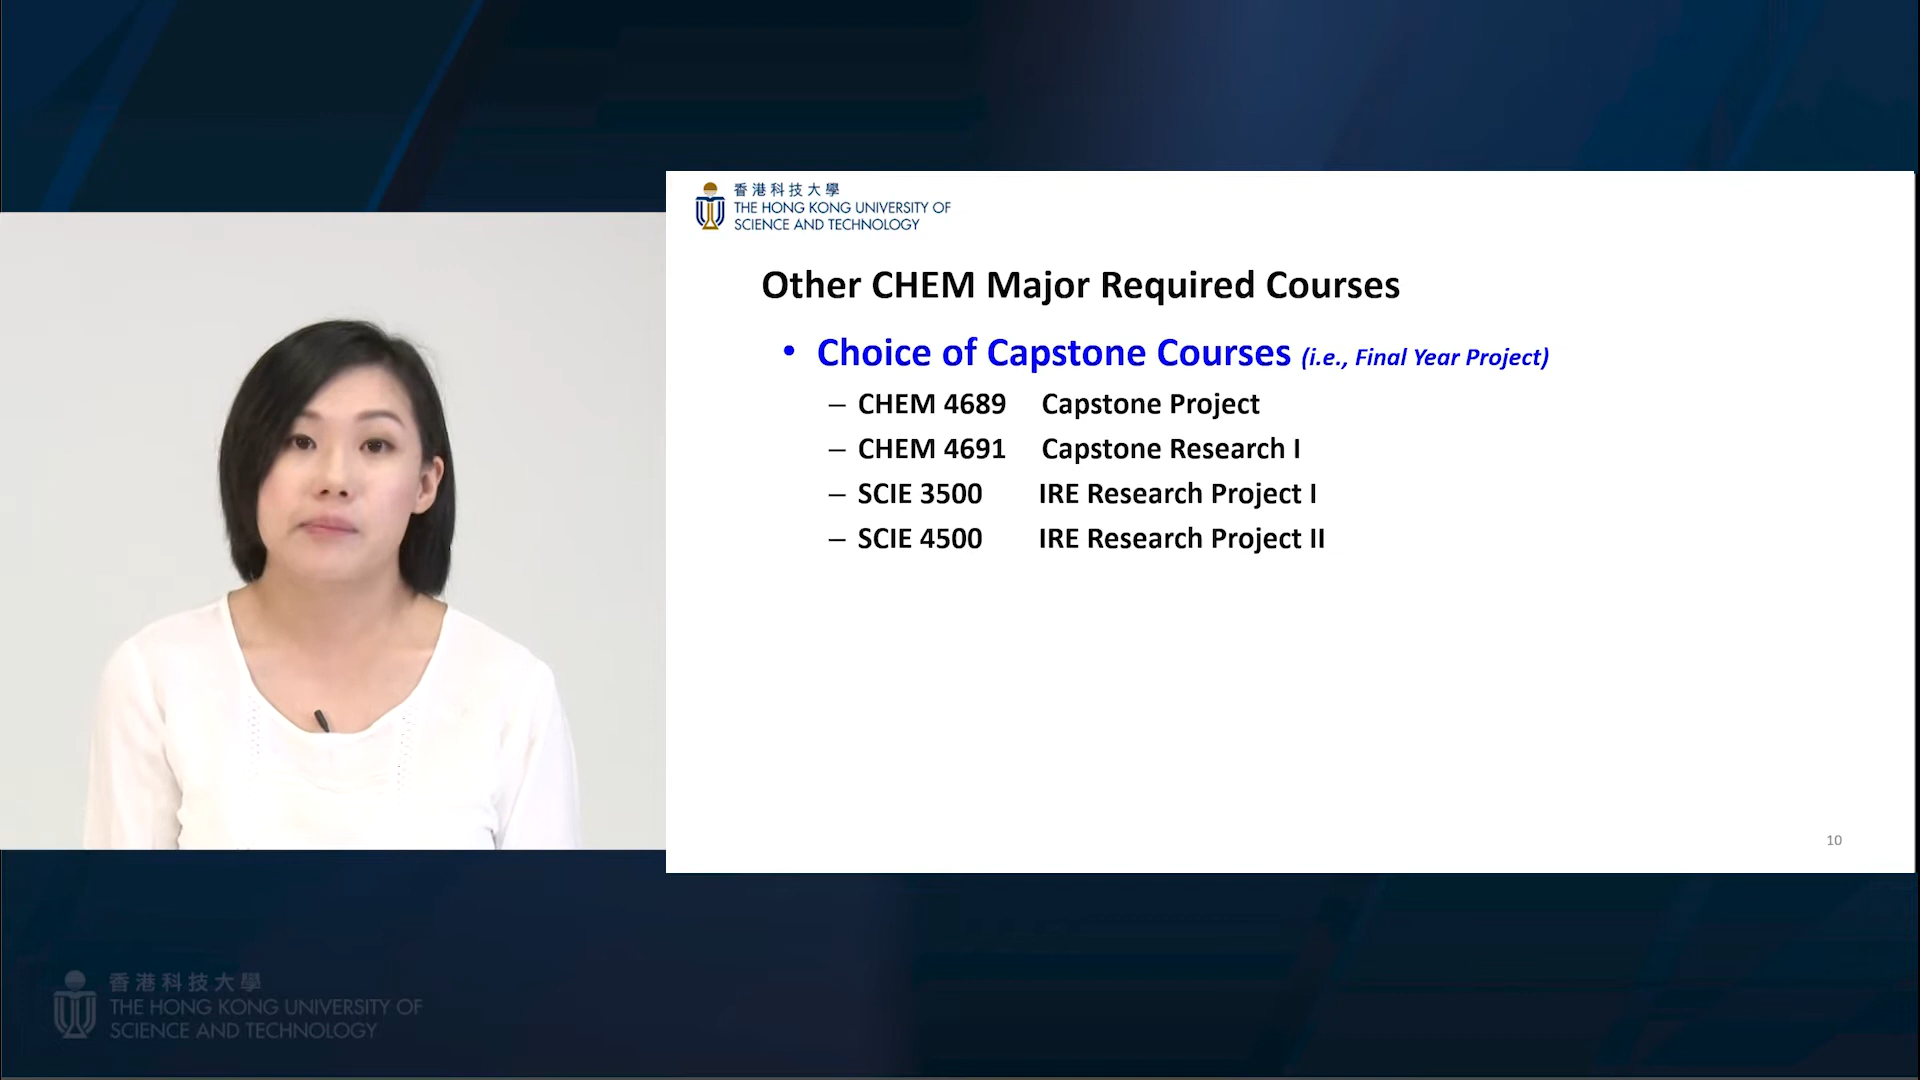 香港科技大學
THE HONG KONG UNIVERSITY OF
SCIENCE AND TECHNOLOGY
Other CHEM Major Required Courses
• Choice of Capstone Courses (i.e., Final Year Project)
– CHEM 4689 Capstone Project
– CHEM 4691 Capstone Research I
– SCIE 3500 IRE Research Project I
– SCIE 4500 IRE Research Project II
10
香港科技大學
THE HONG KONG UNIVERSITY OF
SCIENCE AND TECHNOLOGY